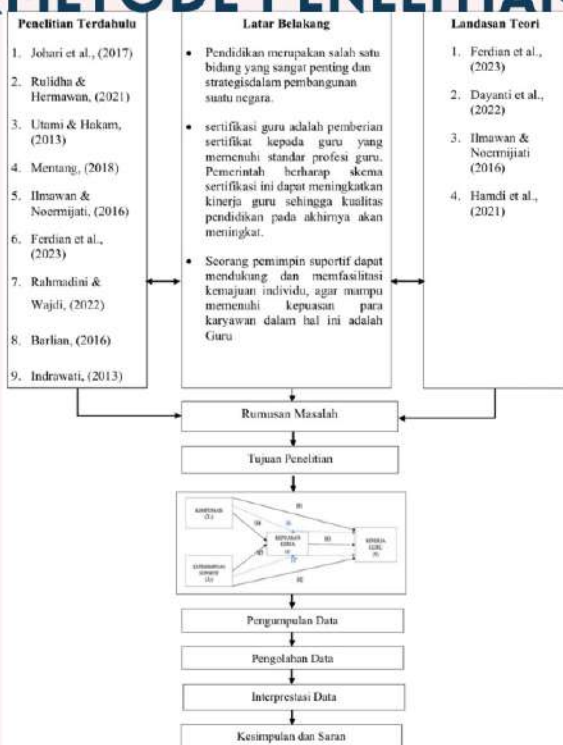 METODE PENELITIAN
Penelitian Terdahulu
1. Johari et al., (2017)
2. Rulidha &
Hermawan, (2021)
3. Utami & Hakam,
(2013)
4. Mentang, (2018)
5. Ilmawan &
Noermijati, (2016)
6. Ferdian et al.,
(2023)
7. Rahmadini &
Wajdi, (2022)
8. Barlian, (2016)
9. Indrawati, (2013)
Latar Belakang
• Pendidikan merupakan salah satu
bidang yang sangat penting dan
strategisdalam pembangunan
suatu negara.
• sertifikasi guru adalah pemberian
sertifikat kepada guru yang
memenuhi standar profesi guru.
Pemerintah berharap skema
sertifikasi ini dapat meningkatkan
kinerja guru sehingga kualitas
pendidikan pada akhirnya akan
meningkat.
• Seorang pemimpin suportif dapat
mendukung dan memfasilitasi
kemajuan individu, agar mampu
memenuhi kepuasan para
karyawan dalam hal ini adalah
Guru
Landasan Teori
1. Ferdian et al.,
(2023)
2. Dayanti et al.,
(2022)
3. Ilmawan &
Noermijiati
(2016)
4. Hamdi et al.,
(2021)
Rumusan Masalah
Tujuan Penelitian
KEPUASAN
KERJA
KINERJA
GURU
Pengumpulan Data
Pengolahan Data
Interprestasi Data
Kesimpulan dan Saran